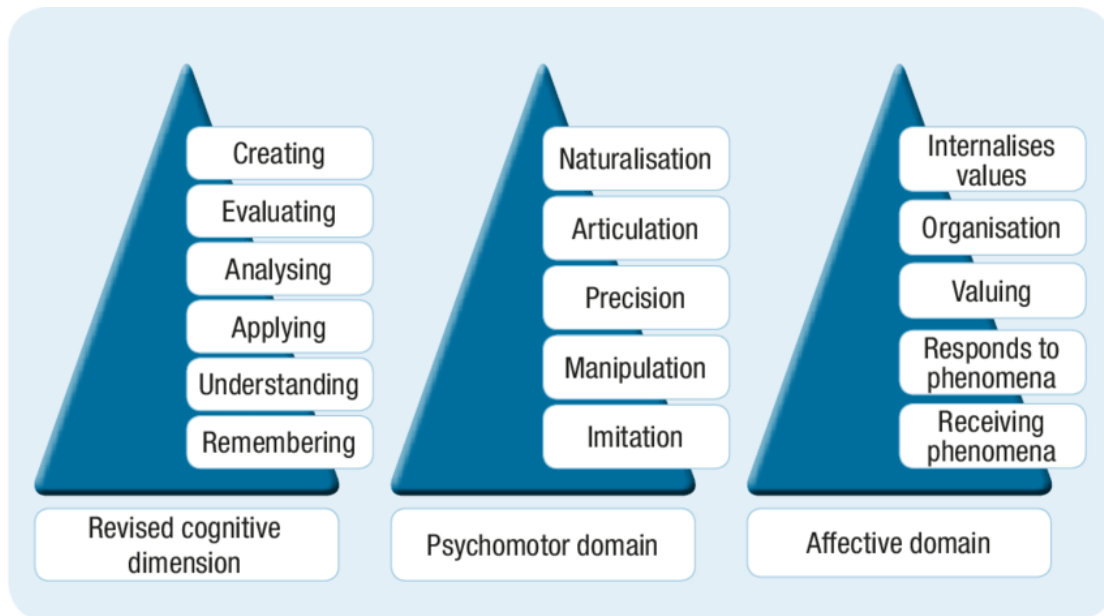 Creating
Evaluating
Analysing
Applying
Understanding
Remembering
Revised cognitive
dimension
Naturalisation
Articulation
Precision
Manipulation
Imitation
Psychomotor domain
Internalises
values
Organisation
Valuing
Responds to
phenomena
Receiving
phenomena
Affective domain